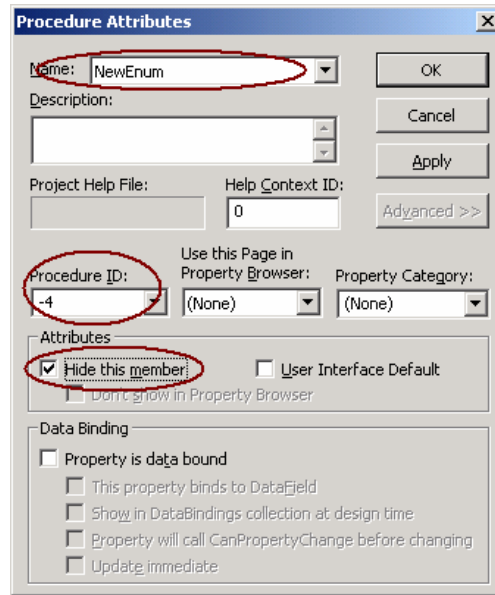 Procedure Attributes
Name: NewEnum
OK
Description:
Cancel
Apply
Project Help File:
Help Context ID:
0
Advanced >>
Procedure ID:
Use this Page in
Property Browser:
Property Category:
-4
(None)
(None)
Attributes
Hide this member
User Interface Default
Don't show in Property Browser
Data Binding
Property is data bound
This property binds to DataField
Show in DataBindings collection at design time
Property will call CanPropertyChange before changing
Update immediate